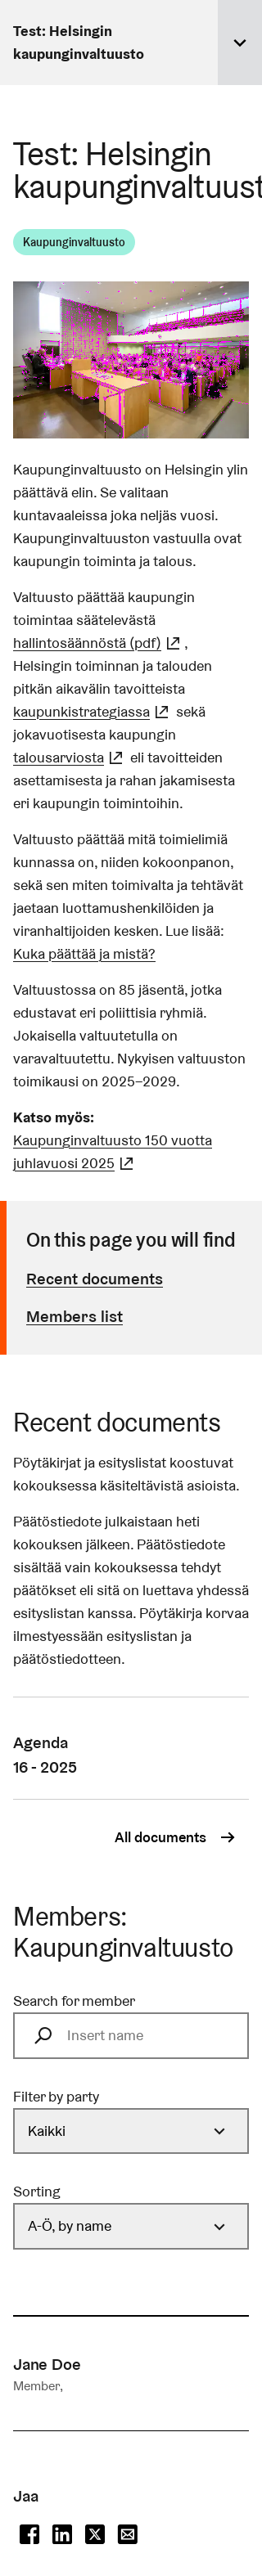 Test: Helsingin
kaupunginvaltuusto
Test: Helsingin
kaupunginvaltuust
Kaupunginvaltuusto
Kaupunginvaltuusto on Helsingin ylin
päättävä elin. Se valitaan
kuntavaaleissa joka neljäs vuosi.
Kaupunginvaltuuston vastuulla ovat
kaupungin toiminta ja talous.
Valtuusto päättää kaupungin
toimintaa säätelevästä
hallintosäännöstä (pdf) ,
Helsingin toiminnan ja talouden
pitkän aikavälin tavoitteista
kaupunkistrategiassa sekä
jokavuotisesta kaupungin
talousarviosta eli tavoitteiden
asettamisesta ja rahan jakamisesta
eri kaupungin toimintoihin.
Valtuusto päättää mitä toimielimiä
kunnassa on, niiden kokoonpanon,
sekä sen miten toimivalta ja tehtävät
jaetaan luottamushenkilöiden ja
viranhaltijoiden kesken. Lue lisää:
Kuka päättää ja mistä?
Valtuustossa on 85 jäsentä, jotka
edustavat eri poliittisia ryhmiä.
Jokaisella valtuutetulla on
varavaltuutettu. Nykyisen valtuuston
toimikausi on 2025–2029.
Katso myös:
Kaupunginvaltuusto 150 vuotta
juhlavuosi 2025
On this page you will find
Recent documents
Members list
Recent documents
Pöytäkirjat ja esityslistat koostuvat
kokouksessa käsiteltävistä asioista.
Päätöstiedote julkaistaan heti
kokouksen jälkeen. Päätöstiedote
sisältää vain kokouksessa tehdyt
päätökset eli sitä on luettava yhdessä
esityslistan kanssa. Pöytäkirja korvaa
ilmestyessään esityslistan ja
päätöstiedotteen.
Agenda
16 - 2025
All documents
Members:
Kaupunginvaltuusto
Search for member
Insert name
Filter by party
Kaikki
Sorting
A-Ö, by name
Jane Doe
Member,
Jaa